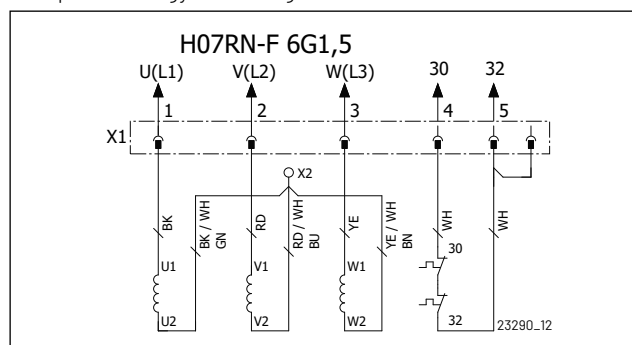 H07RN-F 6G1,5
U(L1) V(L2) W(L3) 30 32
1 2 3 4 5
X1
X2
BK
BK / WH
GN
RD
RD / WH
BU
YE
YE / WH
BN
WH
WH
U1 V1 W1 30
U2 V2 W2 32
23290_12